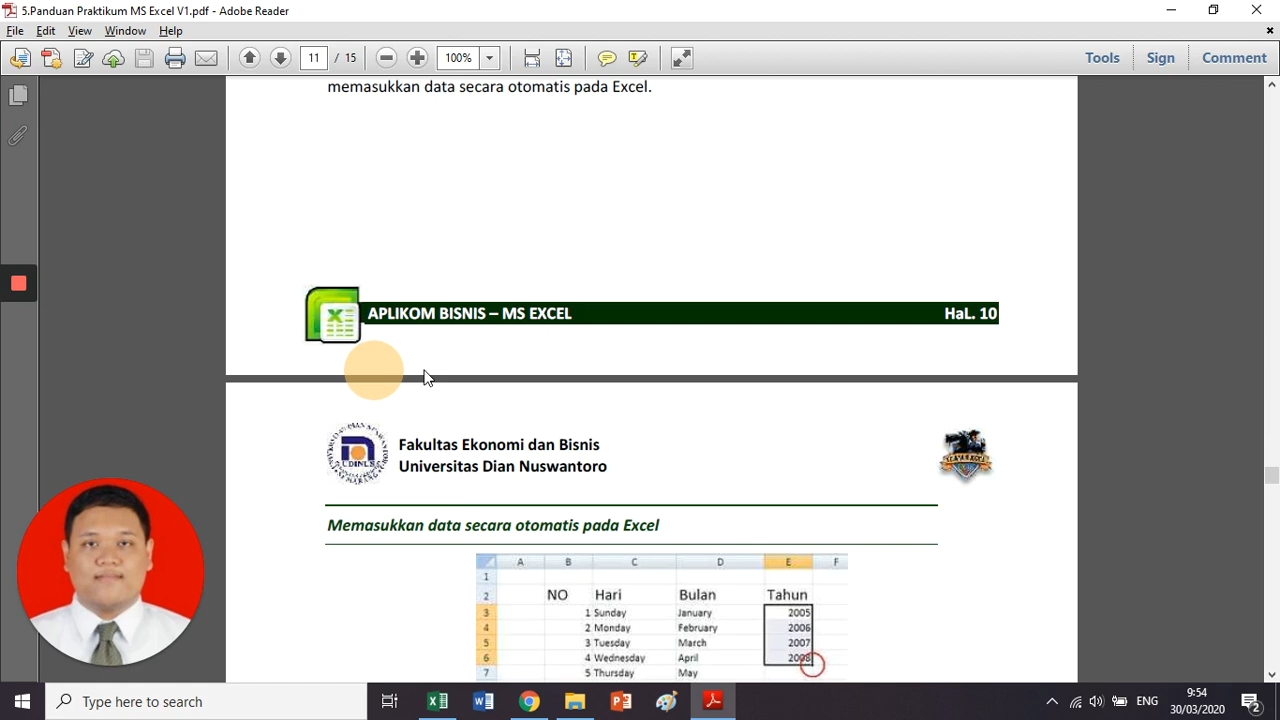 5.Panduan Praktikum MS Excel V1.pdf - Adobe Reader
File Edit View Window Help
11 / 15 100% Tools Sign Comment
memasukkan data secara otomatis pada Excel.
APLIKOM BISNIS – MS EXCEL HaL. 10
Fakultas Ekonomi dan Bisnis
Universitas Dian Nuswantoro
Memasukkan data secara otomatis pada Excel
A B C D E F
1
2 NO Hari Bulan Tahun
3 1 Sunday January 2005
4 2 Monday February 2006
5 3 Tuesday March 2007
6 4 Wednesday April 2008
7 5 Thursday May
Type here to search
ENG
9:54
30/03/2020
2